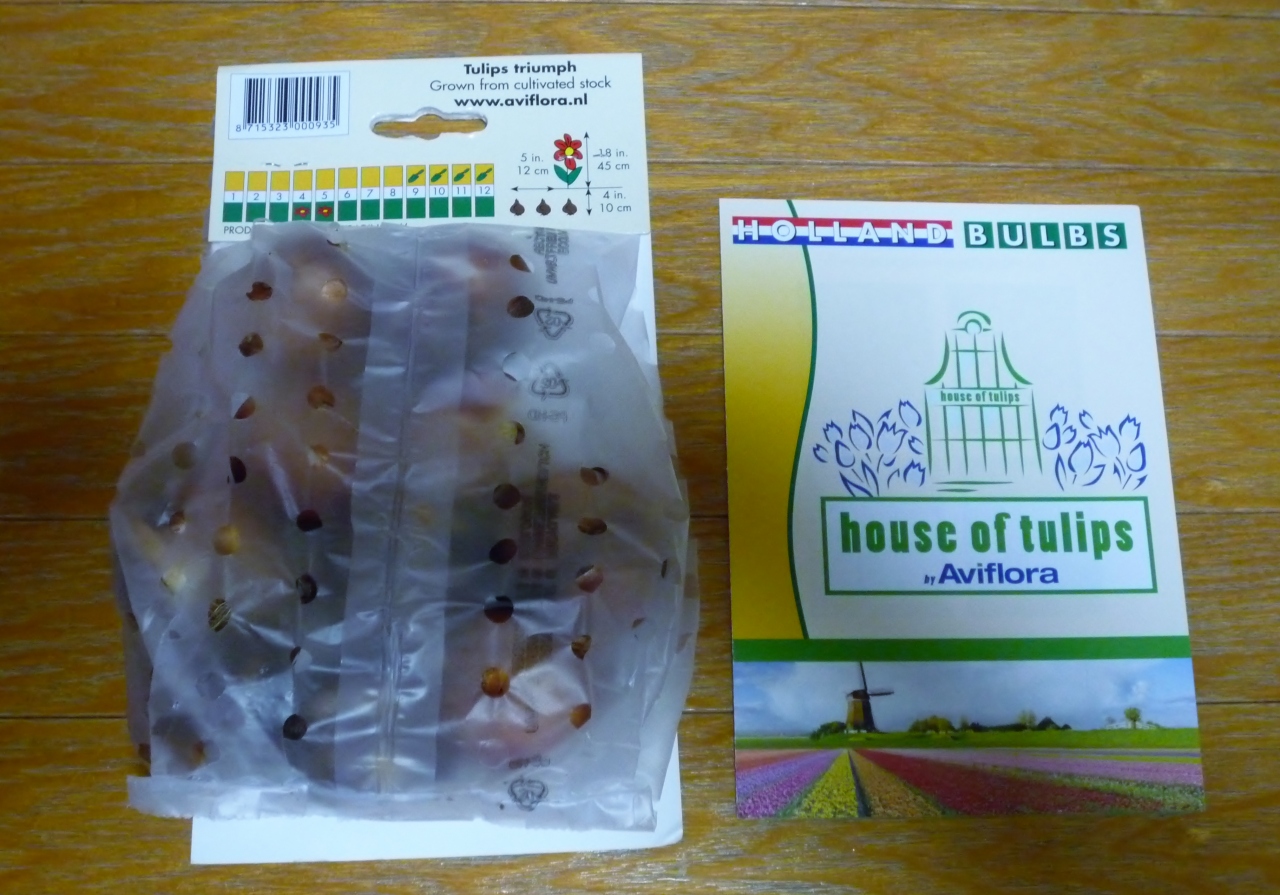 Tulips triumph
Grown from cultivated stock
www.aviflora.nl
8 715323 000935
5 in.
12 cm
18 in.
45 cm
4 in.
10 cm
1 2 3 4 5 6 7 8 9 10 11 12
HOLLAND BULBS
house of tulips
house of tulips
by Aviflora